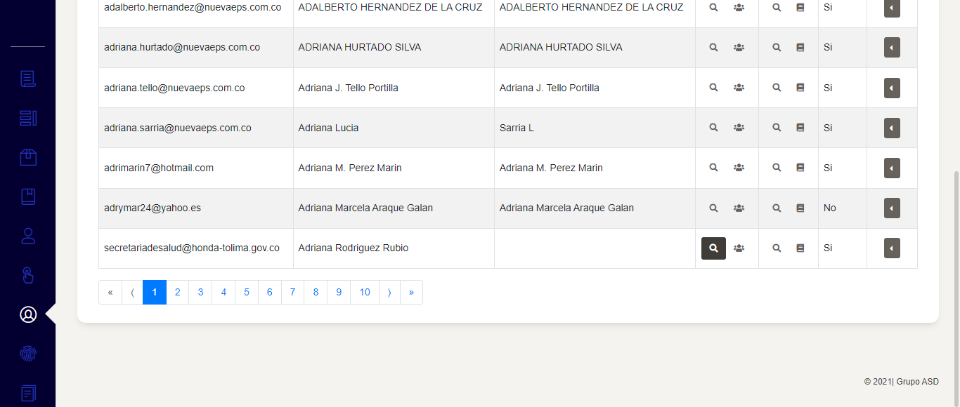 adalberto.hernandez@nuevaeps.com.co ADALBERTO HERNANDEZ DE LA CRUZ ADALBERTO HERNANDEZ DE LA CRUZ Si
adriana.hurtado@nuevaeps.com.co ADRIANA HURTADO SILVA ADRIANA HURTADO SILVA Si
adriana.tello@nuevaeps.com.co Adriana J. Tello Portilla Adriana J. Tello Portilla Si
adriana.sarria@nuevaeps.com.co Adriana Lucia Sarria L Si
adrimarin7@hotmail.com Adriana M. Perez Marin Adriana M. Perez Marin Si
adrymar24@yahoo.es Adriana Marcela Araque Galan Adriana Marcela Araque Galan No
secretariadesalud@honda-tolima.gov.co Adriana Rodriguez Rubio Si
« ⟨ 1 2 3 4 5 6 7 8 9 10 ⟩ »
© 2021| Grupo ASD